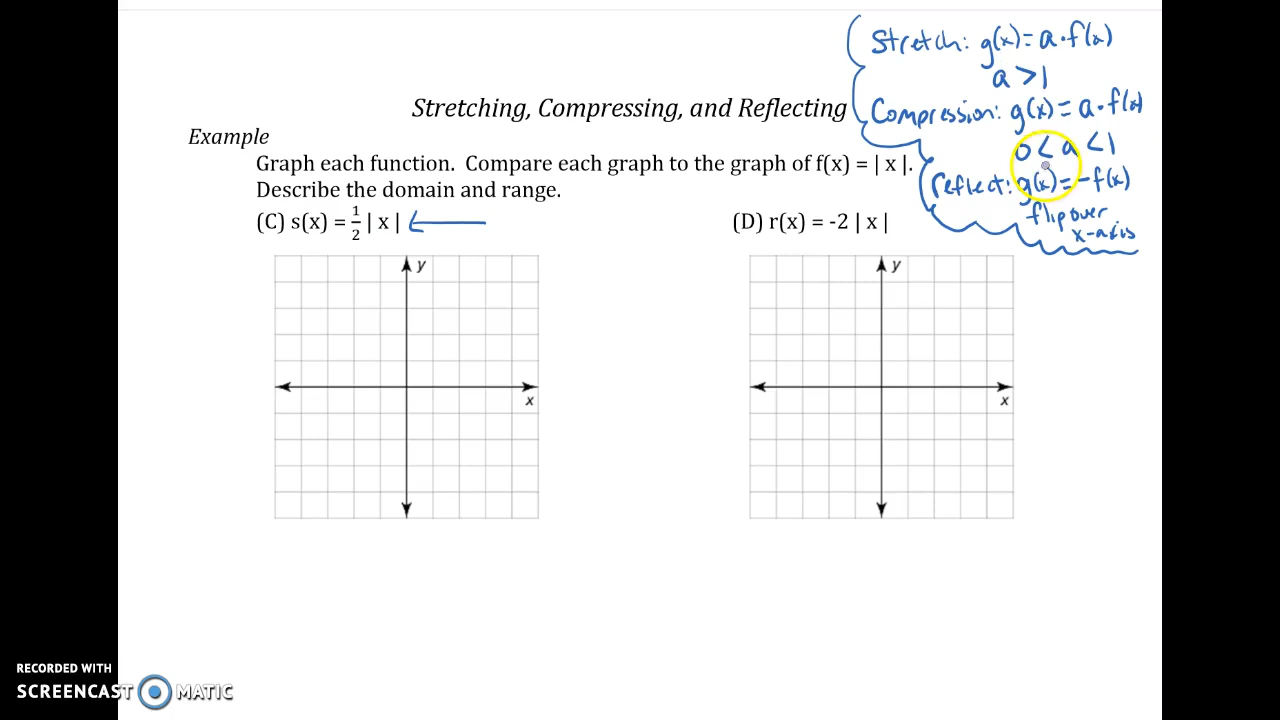 Stretch: g(x)=a·f(x)
a >1
Stretching, Compressing, and Reflecting
Compression: g(x)=a·f(x)
0<a<1
Example
Graph each function. Compare each graph to the graph of f(x) = | x |.
Describe the domain and range.
reflect: g(x)=-f(x)
flip over
x-axis
(C) s(x) = 1/2 | x |
(D) r(x) = -2 | x |
y
y
x
x
RECORDED WITH
SCREENCAST MATIC